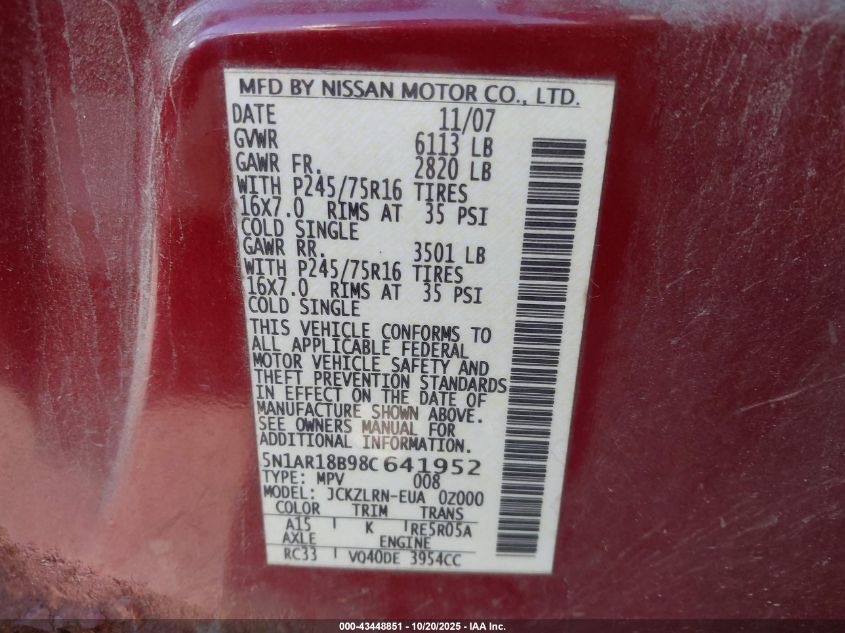 MFD BY NISSAN MOTOR CO., LTD.
DATE 11/07
GVWR 6113 LB
GAWR FR. 2820 LB
WITH P245/75R16 TIRES
16X7.0 RIMS AT 35 PSI
COLD SINGLE
GAWR RR. 3501 LB
WITH P245/75R16 TIRES
16X7.0 RIMS AT 35 PSI
COLD SINGLE
THIS VEHICLE CONFORMS TO
ALL APPLICABLE FEDERAL
MOTOR VEHICLE SAFETY AND
THEFT PREVENTION STANDARDS
IN EFFECT ON THE DATE OF
MANUFACTURE SHOWN ABOVE.
SEE OWNERS MANUAL FOR
ADDITIONAL INFORMATION.
5N1AR18B98C641952
TYPE: MPV 008
MODEL: JCKZLRN-EUA 0Z000
COLOR TRIM TRANS
A15 K RE5R05A
AXLE ENGINE
RC33 VQ40DE 3954CC
000-43448851 | 10/20/2025 | IAA Inc.